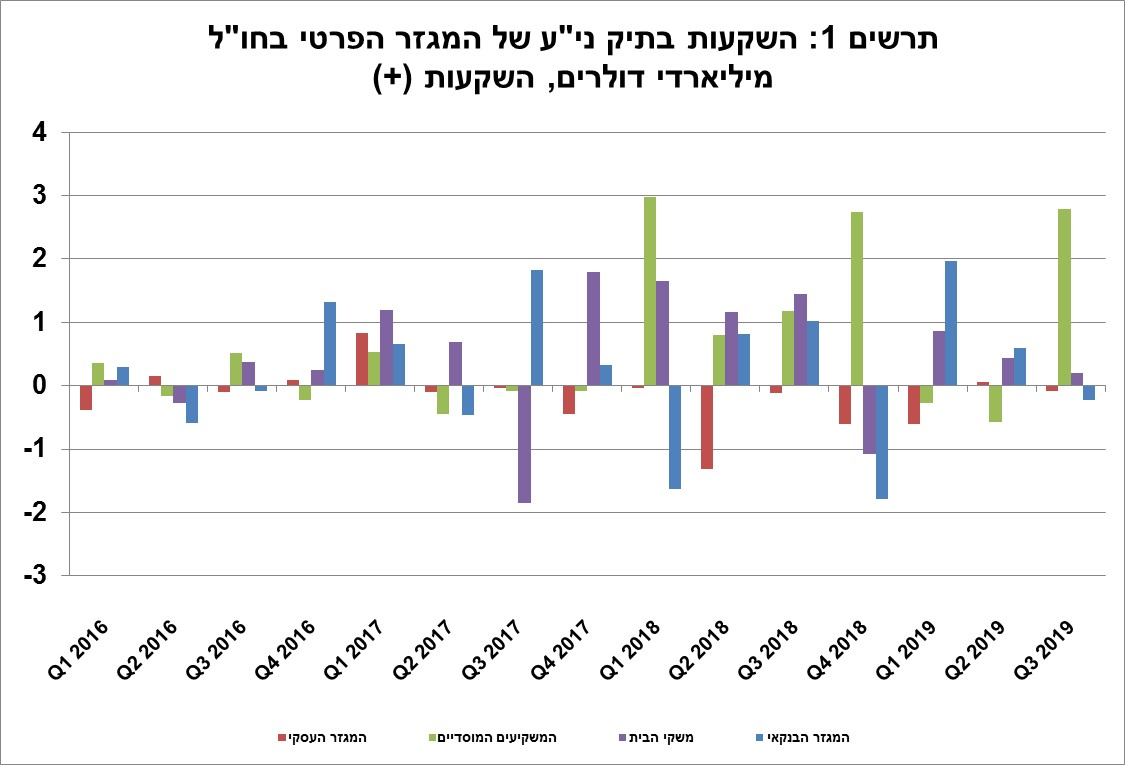 תרשים 1: השקעות בתיק ני"ע של המגזר הפרטי בחו"ל
מיליארדי דולרים, השקעות (+)
4
3
2
1
0
-1
-2
-3
Q1 2016
Q2 2016
Q3 2016
Q4 2016
Q1 2017
Q2 2017
Q3 2017
Q4 2017
Q1 2018
Q2 2018
Q3 2018
Q4 2018
Q1 2019
Q2 2019
Q3 2019
המגזר העסקי
המשקיעים המוסדיים
משקי הבית
המגזר הבנקאי